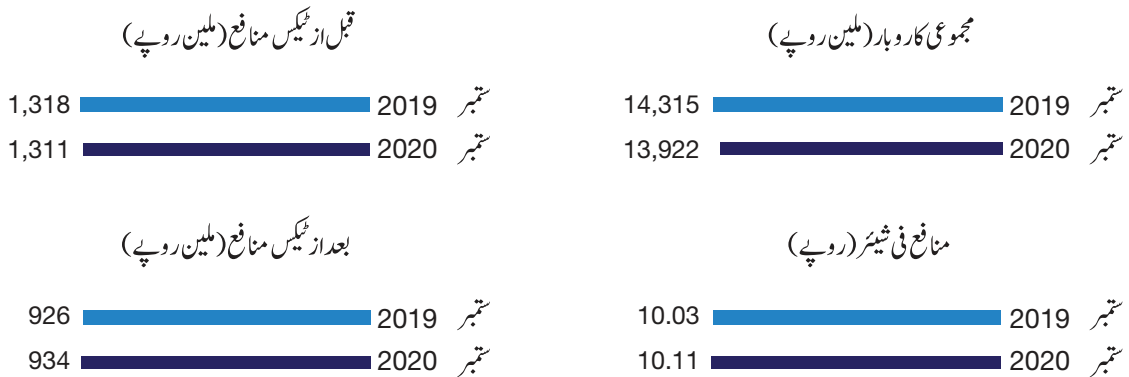 مجموعی کاروبار (ملین روپے)
ستمبر 2019 14,315
ستمبر 2020 13,922
قبل از ٹیکس منافع (ملین روپے)
ستمبر 2019 1,318
ستمبر 2020 1,311
منافع فی شیئر (روپے)
ستمبر 2019 10.03
ستمبر 2020 10.11
بعد از ٹیکس منافع (ملین روپے)
ستمبر 2019 926
ستمبر 2020 934